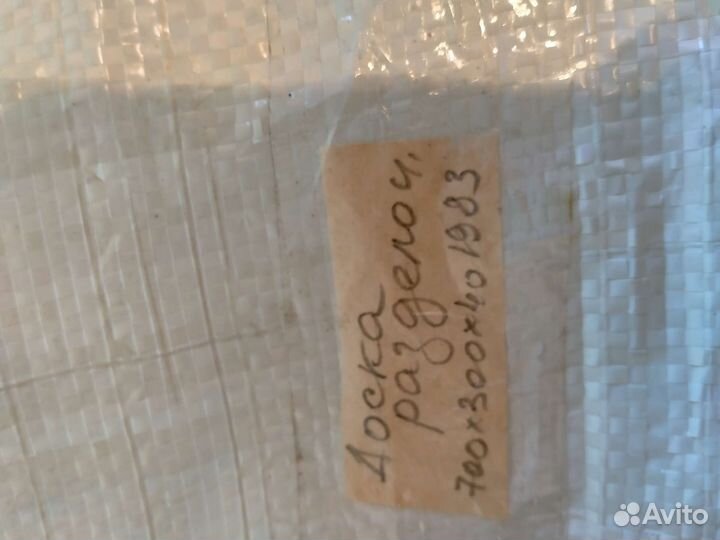 Доска
разделоч.
700×300×40 1983
Avito